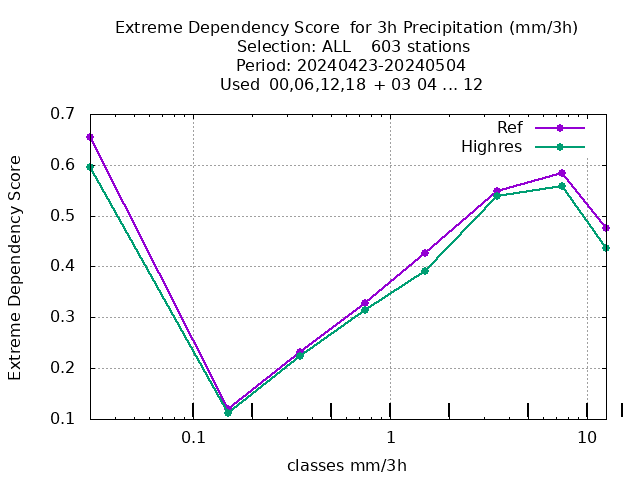 Extreme Dependency Score  for 3h Precipitation (mm/3h)
Selection: ALL    603 stations
Period: 20240423-20240504
Used  00,06,12,18  + 03 04 ... 12
Ref
Highres
Extreme Dependency Score
0.7
0.6
0.5
0.4
0.3
0.2
0.1
0.1 1 10
classes mm/3h